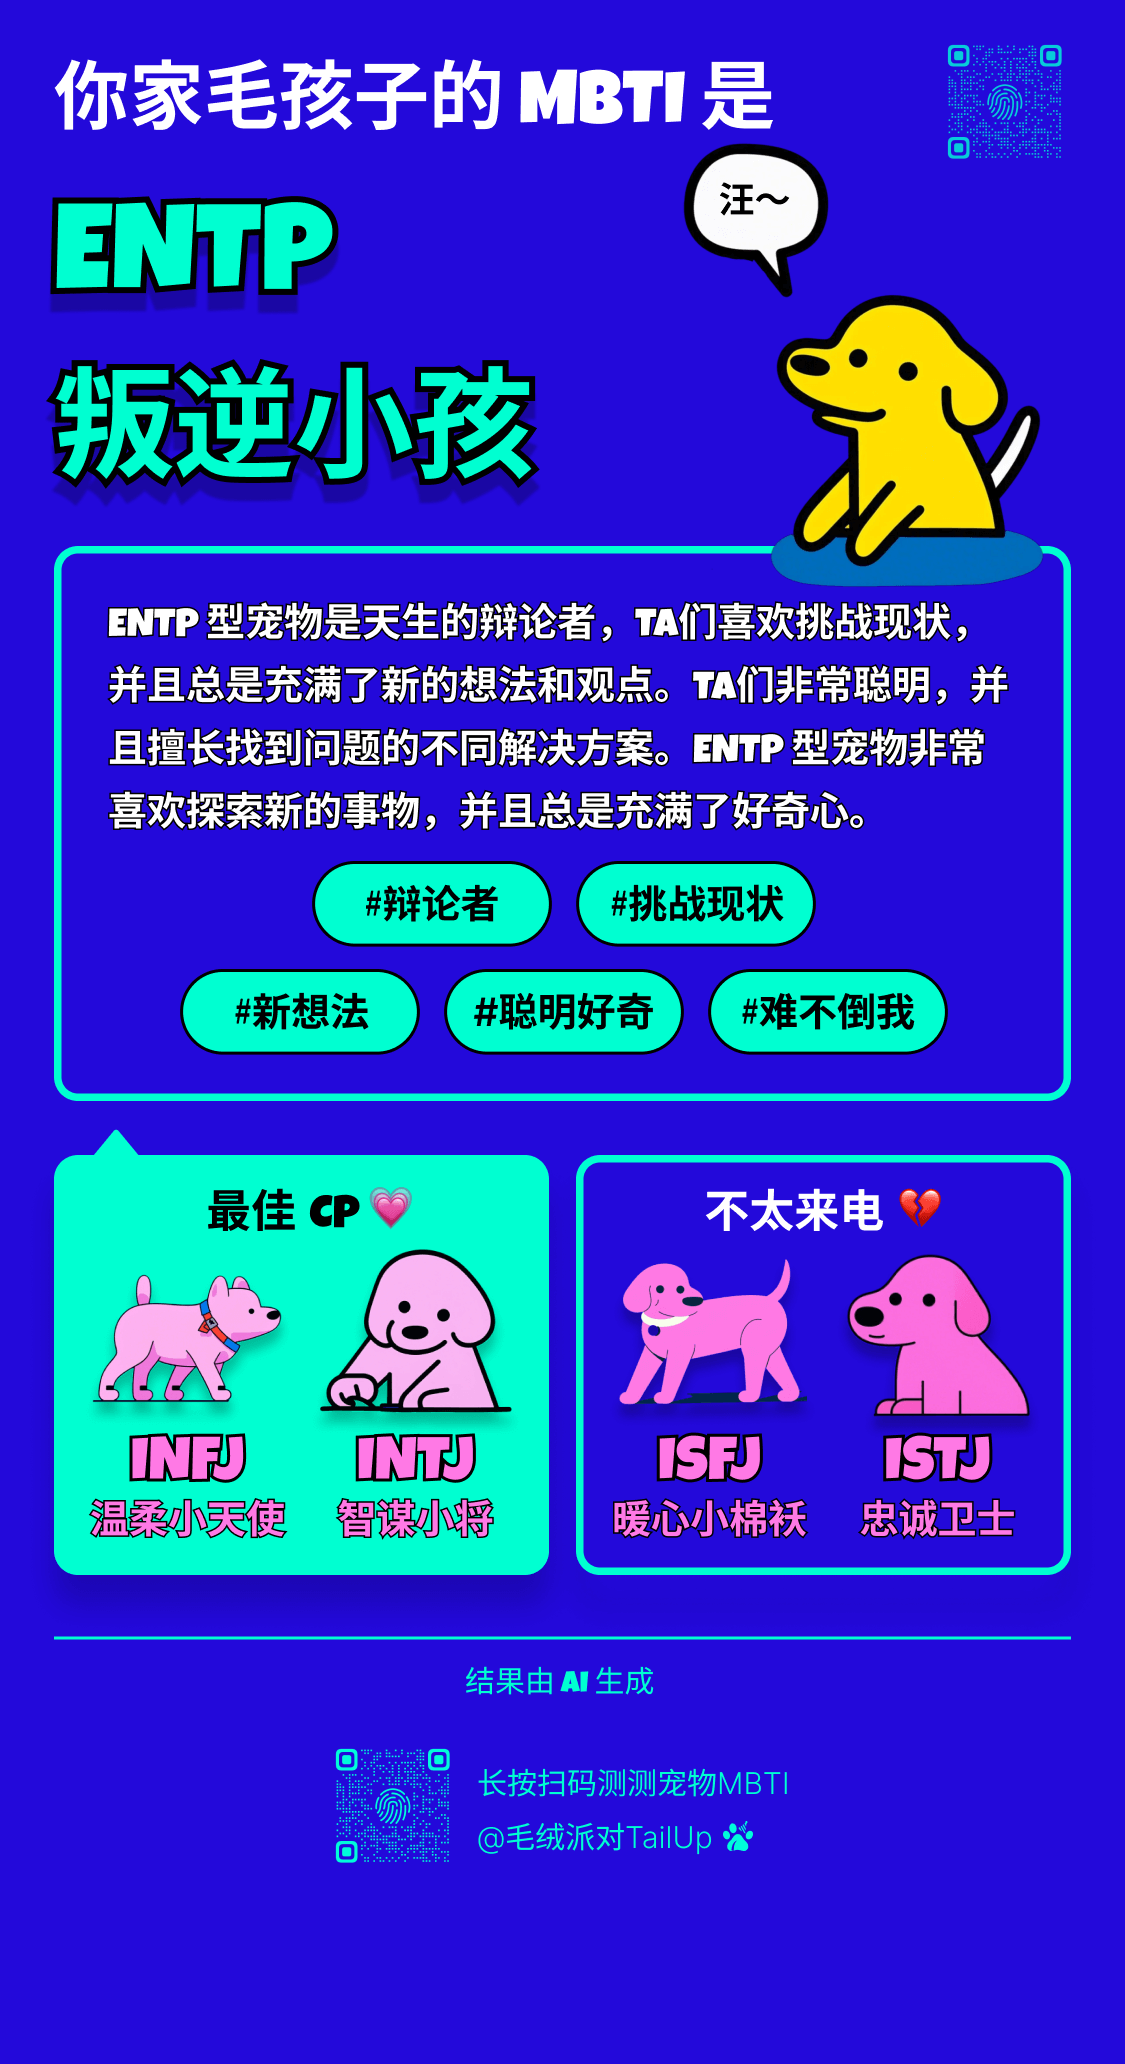 你家毛孩子的 MBTI 是
汪～
ENTP
叛逆小孩
ENTP 型宠物是天生的辩论者，TA们喜欢挑战现状，
并且总是充满了新的想法和观点。TA们非常聪明，并
且擅长找到问题的不同解决方案。ENTP 型宠物非常
喜欢探索新的事物，并且总是充满了好奇心。
#辩论者 #挑战现状
#新想法 #聪明好奇 #难不倒我
最佳 CP💗
INFJ INTJ
温柔小天使 智谋小将
不太来电 💔
ISFJ ISTJ
暖心小棉袄 忠诚卫士
结果由 AI 生成
长按扫码测测宠物MBTI
@毛绒派对TailUp